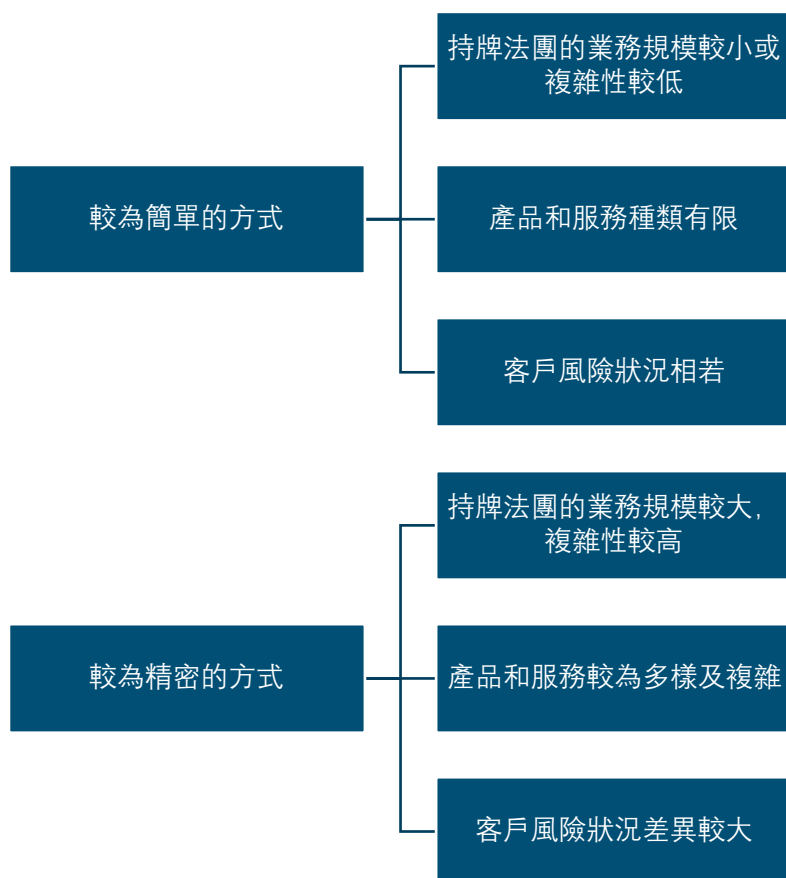 持牌法團的業務規模較小或
複雜性較低
較為簡單的方式
產品和服務種類有限
客戶風險狀況相若
持牌法團的業務規模較大,
複雜性較高
較為精密的方式
產品和服務較為多樣及複雜
客戶風險狀況差異較大